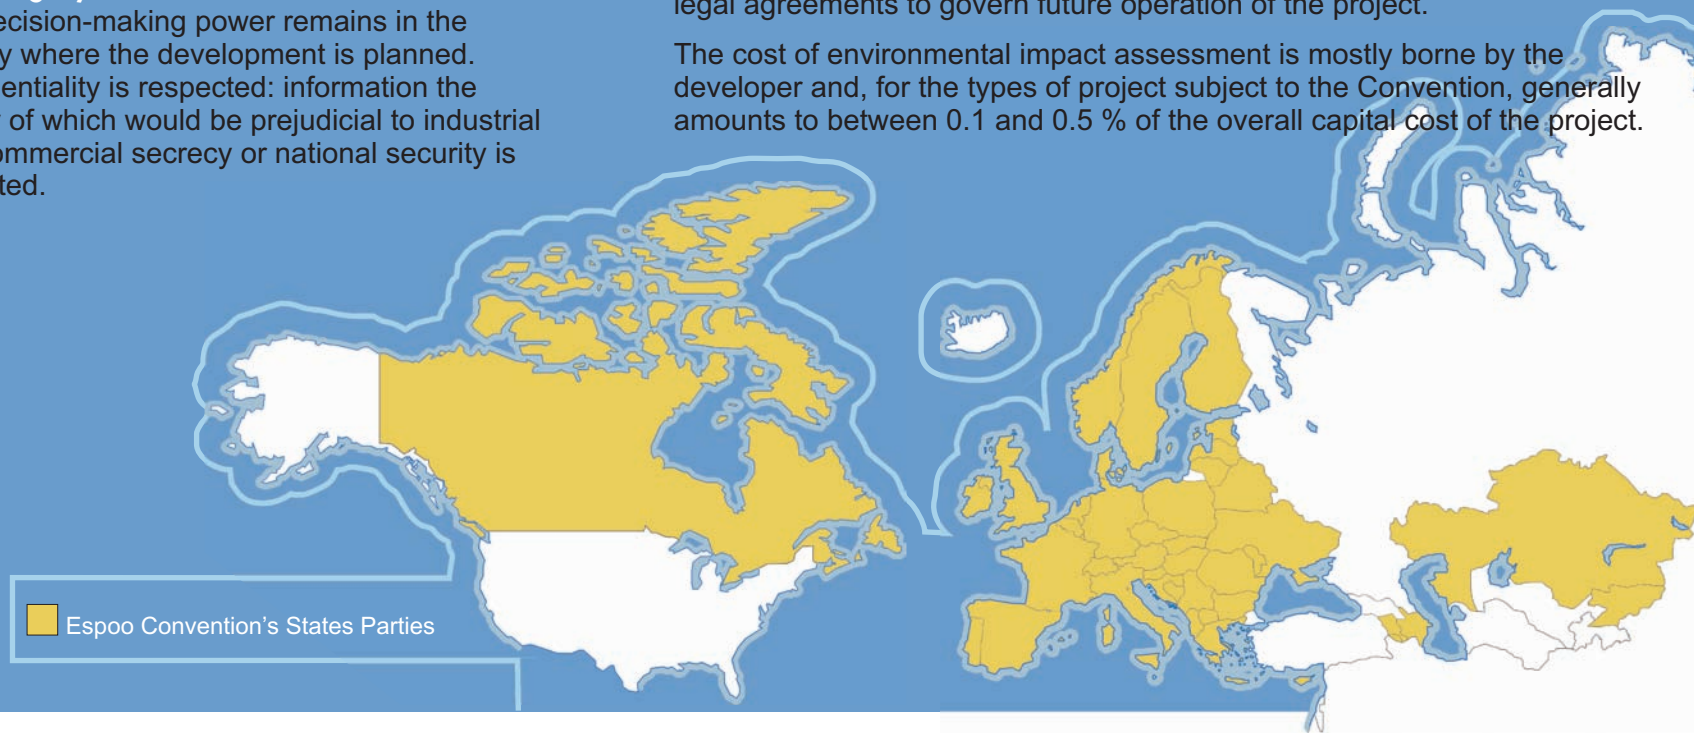 ecision-making power remains in the
y where the development is planned.
entiality is respected: information the
of which would be prejudicial to industrial
ommercial secrecy or national security is
ted.
legal agreements to govern future operation of the project.
The cost of environmental impact assessment is mostly borne by the
developer and, for the types of project subject to the Convention, generally
amounts to between 0.1 and 0.5 % of the overall capital cost of the project.
Espoo Convention's States Parties